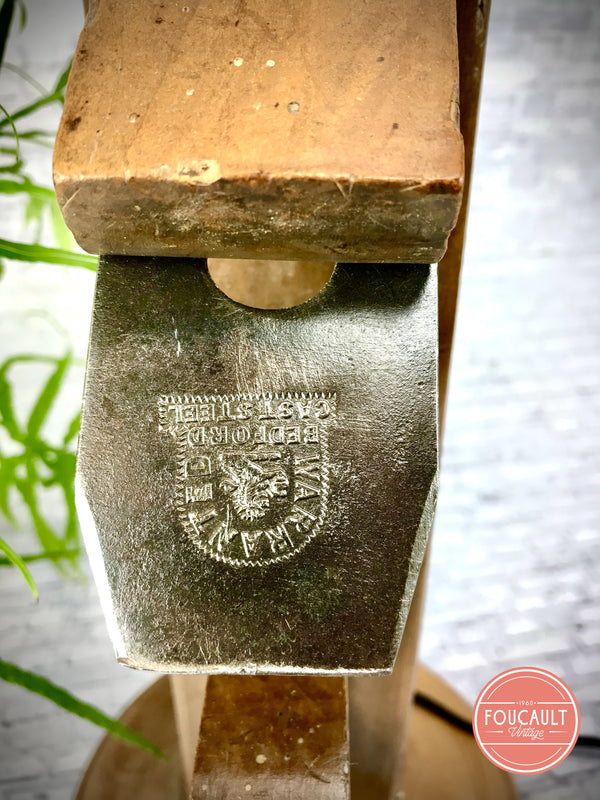 WARRANTED
BEDFORD
CAST STEEL
1960
FOUCAULT
Vintage